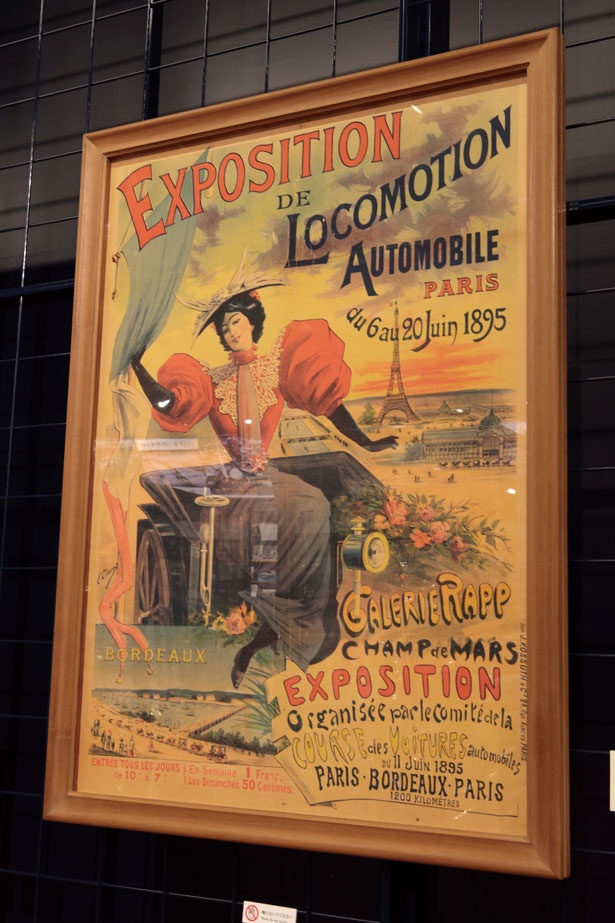 EXPOSITION
DE
LOCOMOTION
AUTOMOBILE
PARIS
du 6 au 20 Juin 1895
GALERIE RAPP
CHAMP de MARS
EXPOSITION
Organisée par le comité de la
COURSE des VOITURES automobiles
DU 11 Juin 1895
PARIS-BORDEAUX-PARIS
1200 KILOMÈTRES
BORDEAUX
ENTRÉE TOUS LES JOURS
de 10h à 7h
En Semaine 1 Franc.
Les Dimanches 50 Centimes.